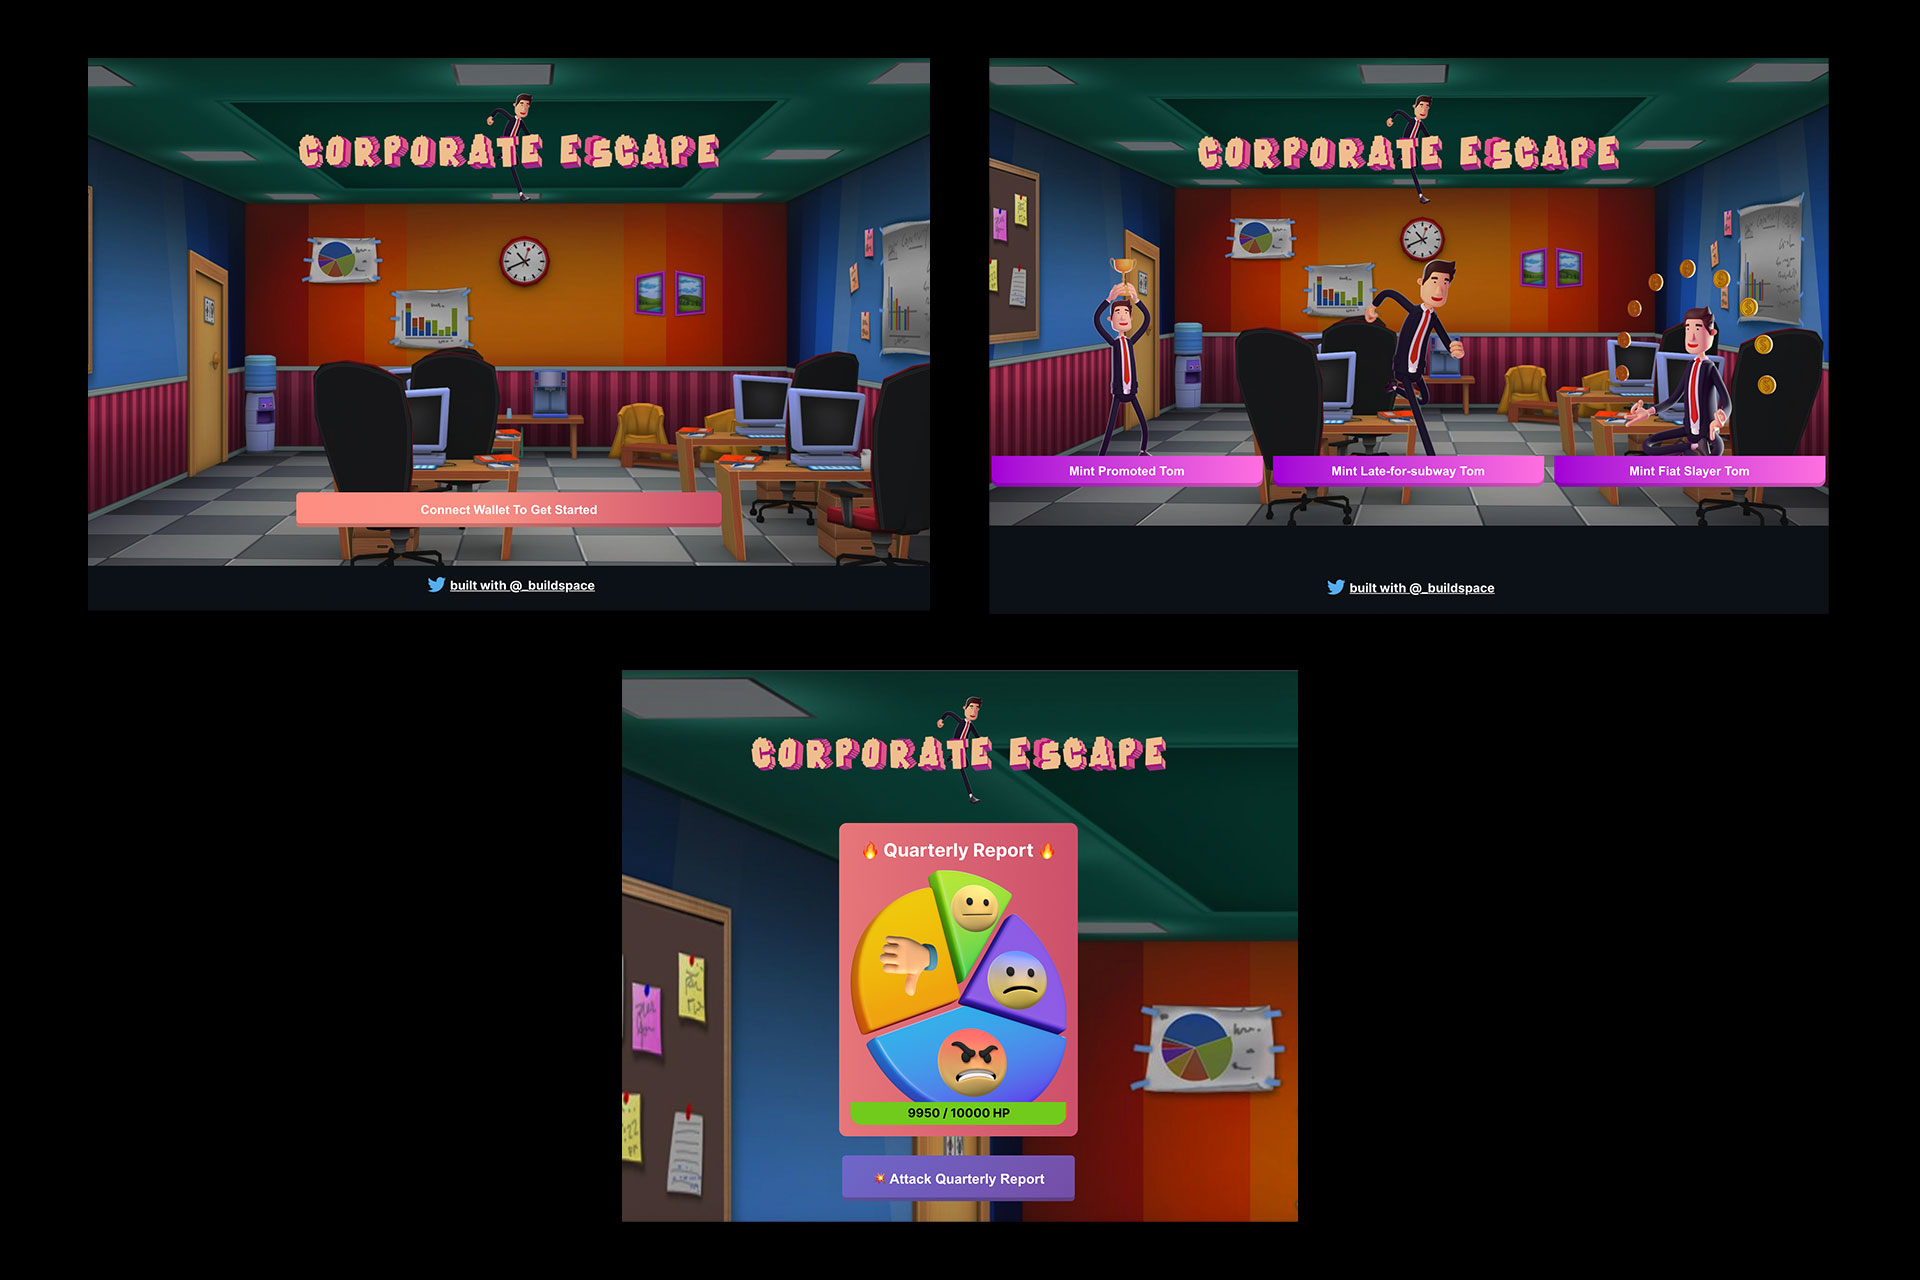 CORPORATE ESCAPE
Connect Wallet To Get Started
built with @_buildspace
CORPORATE ESCAPE
Mint Promoted Tom
Mint Late-for-subway Tom
Mint Fiat Slayer Tom
built with @_buildspace
CORPORATE ESCAPE
🔥 Quarterly Report 🔥
9950 / 10000 HP
💥 Attack Quarterly Report